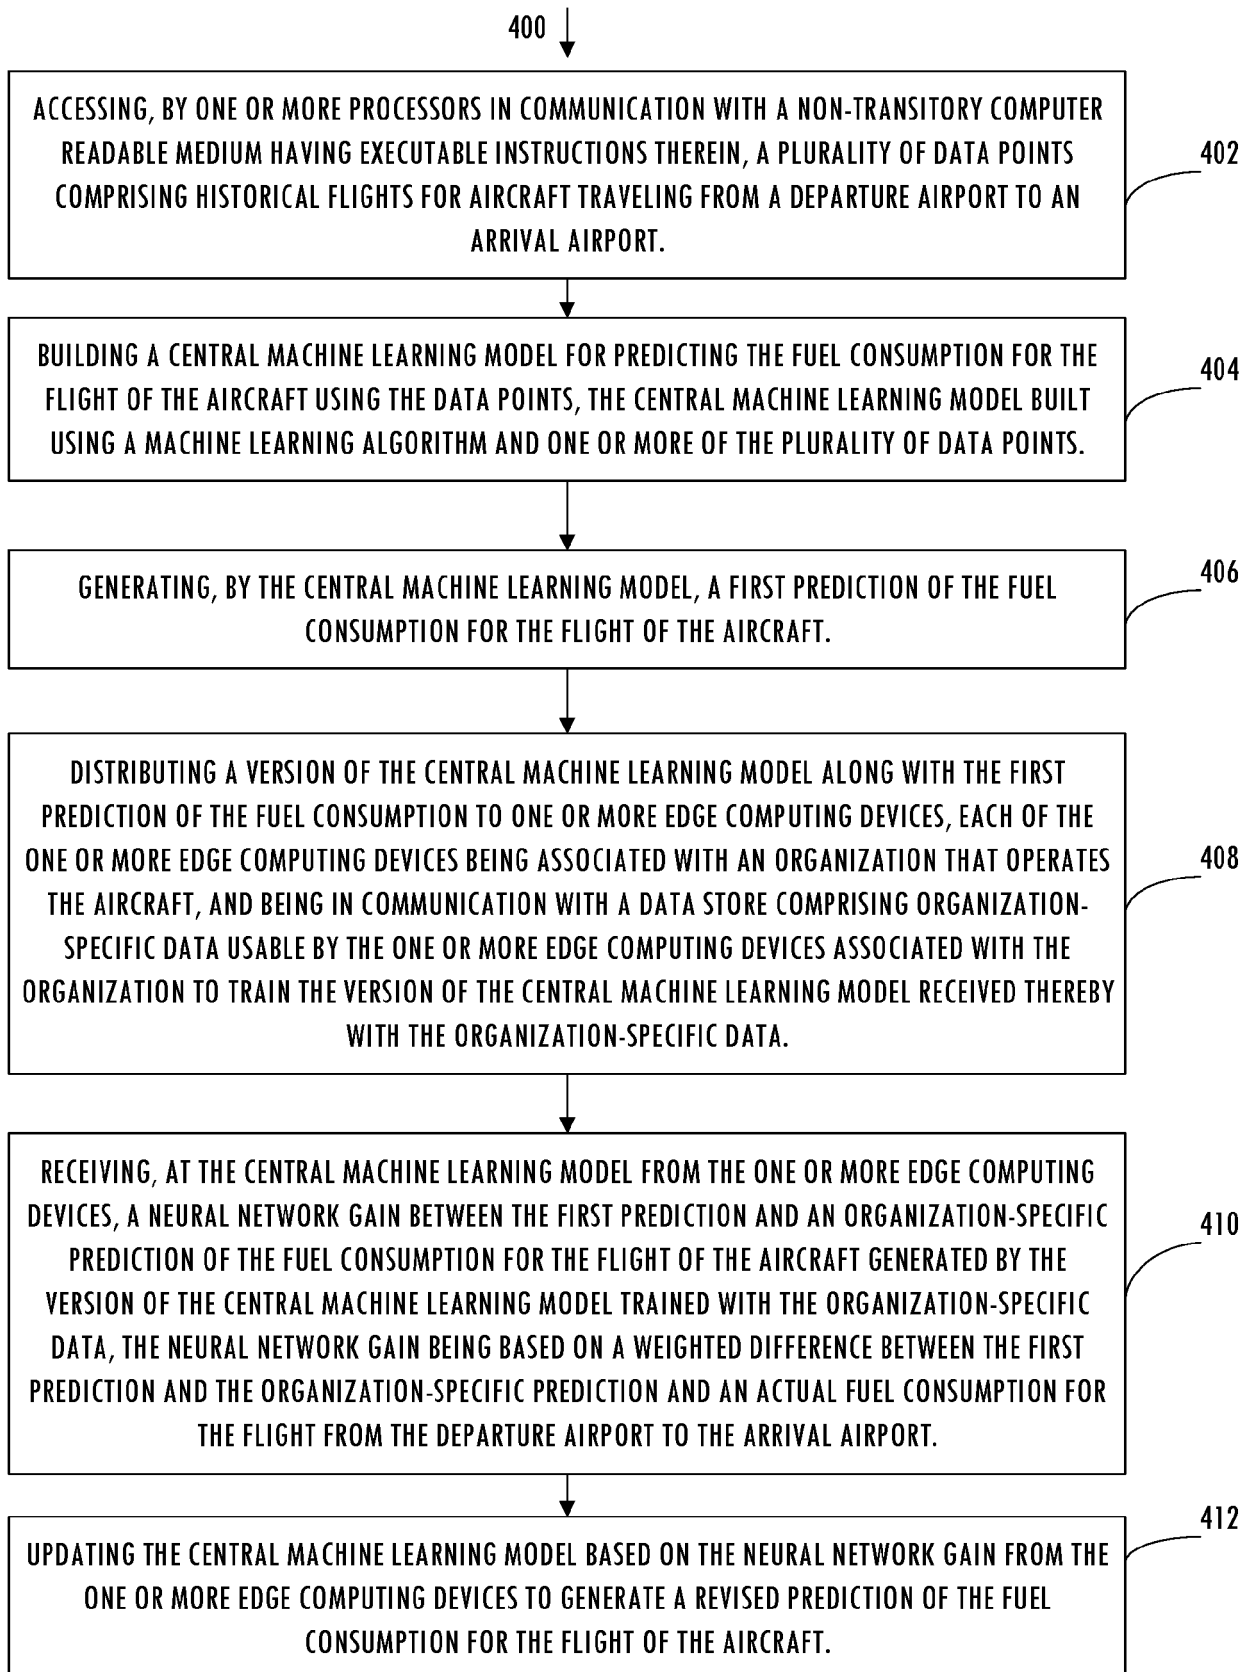 400
ACCESSING, BY ONE OR MORE PROCESSORS IN COMMUNICATION WITH A NON-TRANSITORY COMPUTER
READABLE MEDIUM HAVING EXECUTABLE INSTRUCTIONS THEREIN, A PLURALITY OF DATA POINTS
COMPRISING HISTORICAL FLIGHTS FOR AIRCRAFT TRAVELING FROM A DEPARTURE AIRPORT TO AN
ARRIVAL AIRPORT.
402
BUILDING A CENTRAL MACHINE LEARNING MODEL FOR PREDICTING THE FUEL CONSUMPTION FOR THE
FLIGHT OF THE AIRCRAFT USING THE DATA POINTS, THE CENTRAL MACHINE LEARNING MODEL BUILT
USING A MACHINE LEARNING ALGORITHM AND ONE OR MORE OF THE PLURALITY OF DATA POINTS.
404
GENERATING, BY THE CENTRAL MACHINE LEARNING MODEL, A FIRST PREDICTION OF THE FUEL
CONSUMPTION FOR THE FLIGHT OF THE AIRCRAFT.
406
DISTRIBUTING A VERSION OF THE CENTRAL MACHINE LEARNING MODEL ALONG WITH THE FIRST
PREDICTION OF THE FUEL CONSUMPTION TO ONE OR MORE EDGE COMPUTING DEVICES, EACH OF THE
ONE OR MORE EDGE COMPUTING DEVICES BEING ASSOCIATED WITH AN ORGANIZATION THAT OPERATES
THE AIRCRAFT, AND BEING IN COMMUNICATION WITH A DATA STORE COMPRISING ORGANIZATION-
SPECIFIC DATA USABLE BY THE ONE OR MORE EDGE COMPUTING DEVICES ASSOCIATED WITH THE
ORGANIZATION TO TRAIN THE VERSION OF THE CENTRAL MACHINE LEARNING MODEL RECEIVED THEREBY
WITH THE ORGANIZATION-SPECIFIC DATA.
408
RECEIVING, AT THE CENTRAL MACHINE LEARNING MODEL FROM THE ONE OR MORE EDGE COMPUTING
DEVICES, A NEURAL NETWORK GAIN BETWEEN THE FIRST PREDICTION AND AN ORGANIZATION-SPECIFIC
PREDICTION OF THE FUEL CONSUMPTION FOR THE FLIGHT OF THE AIRCRAFT GENERATED BY THE
VERSION OF THE CENTRAL MACHINE LEARNING MODEL TRAINED WITH THE ORGANIZATION-SPECIFIC
DATA, THE NEURAL NETWORK GAIN BEING BASED ON A WEIGHTED DIFFERENCE BETWEEN THE FIRST
PREDICTION AND THE ORGANIZATION-SPECIFIC PREDICTION AND AN ACTUAL FUEL CONSUMPTION FOR
THE FLIGHT FROM THE DEPARTURE AIRPORT TO THE ARRIVAL AIRPORT.
410
UPDATING THE CENTRAL MACHINE LEARNING MODEL BASED ON THE NEURAL NETWORK GAIN FROM THE
ONE OR MORE EDGE COMPUTING DEVICES TO GENERATE A REVISED PREDICTION OF THE FUEL
CONSUMPTION FOR THE FLIGHT OF THE AIRCRAFT.
412